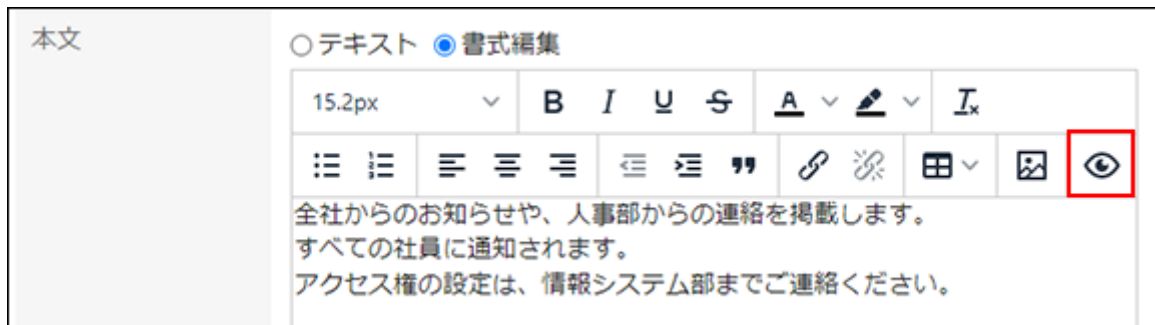 本文
テキスト 書式編集
15.2px B I U S A Tx
全社からのお知らせや、人事部からの連絡を掲載します。
すべての社員に通知されます。
アクセス権の設定は、情報システム部までご連絡ください。